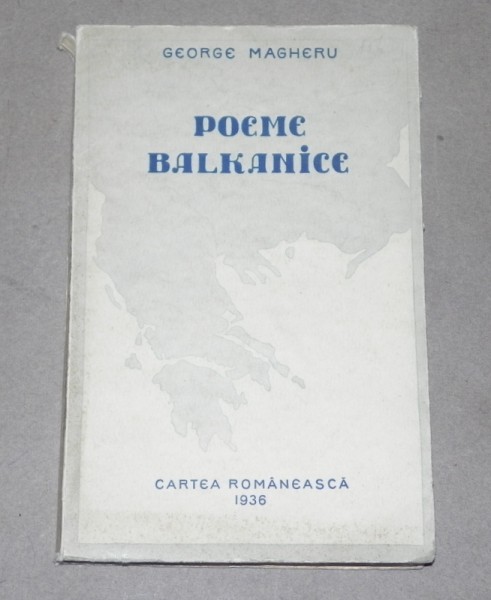 GEORGE MAGHERU
POEME
BALKANICE
CARTEA ROMÂNEASCĂ
1936